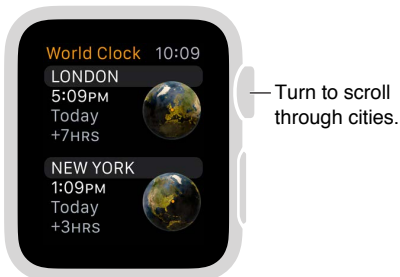 World Clock 10:09
LONDON
5:09PM
Today
+7HRS
NEW YORK
1:09PM
Today
+3HRS
Turn to scroll
through cities.